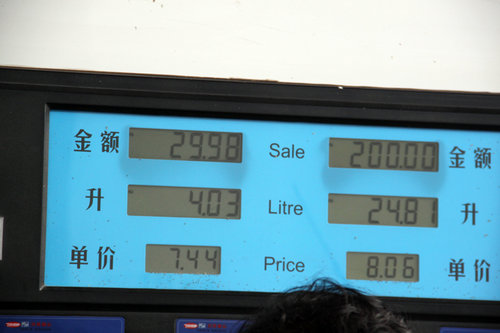 金额 29.98 Sale 200.00 金额
升 4.03 Litre 24.81 升
单价 7.44 Price 8.06 单价